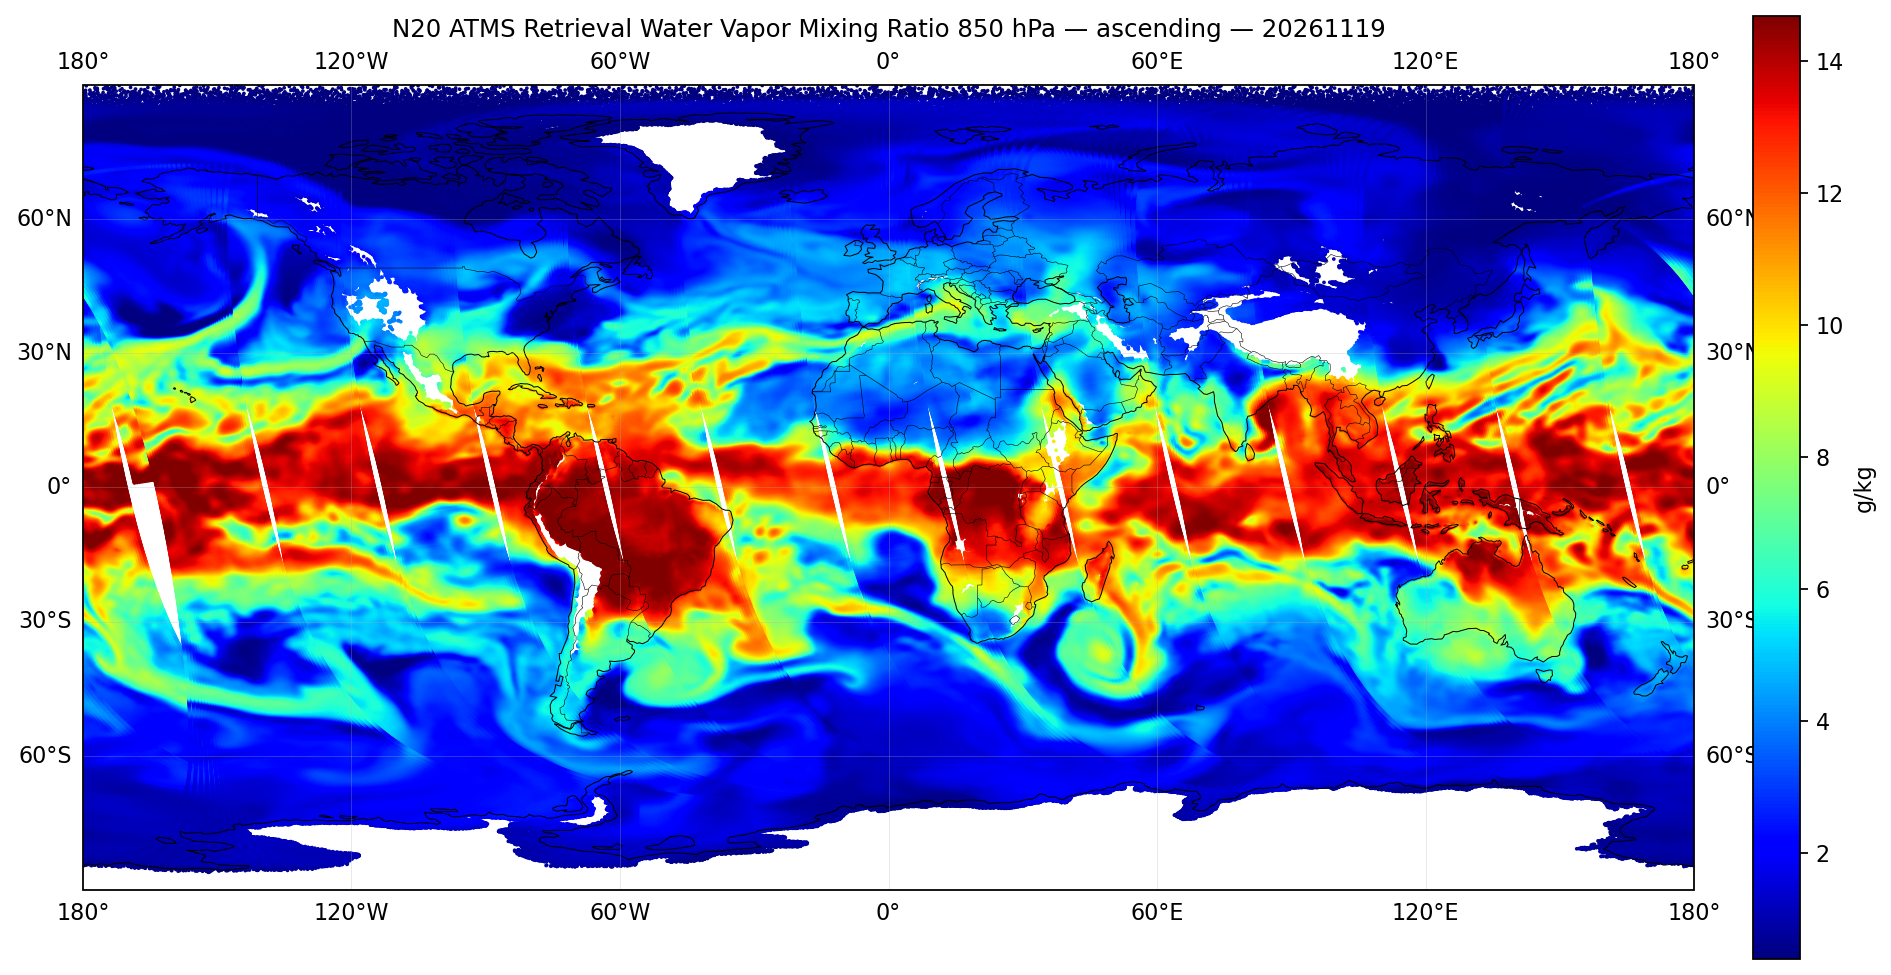 N20 ATMS Retrieval Water Vapor Mixing Ratio 850 hPa — ascending — 20261119
180° 120°W 60°W 0° 60°E 120°E 180°
60°N 60°N
30°N 30°N
0° 0°
30°S 30°S
60°S 60°S
180° 120°W 60°W 0° 60°E 120°E 180°
14
12
10
8
6
4
2
g/kg